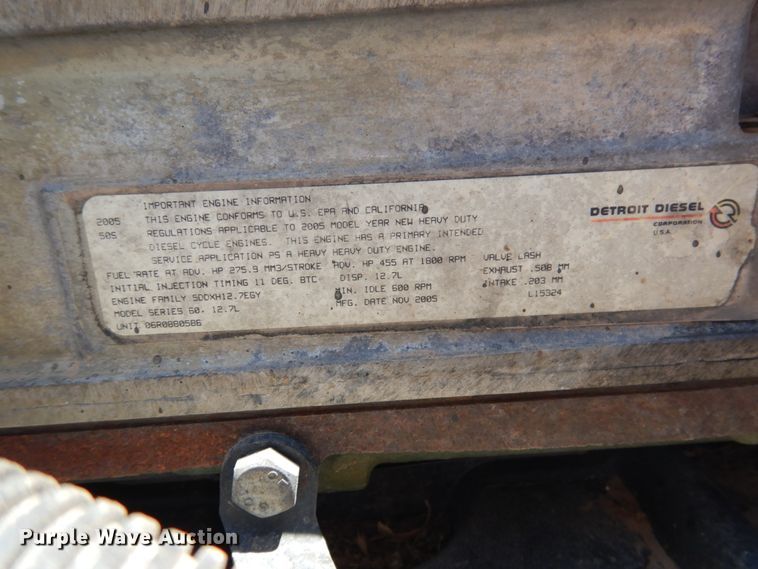 IMPORTANT ENGINE INFORMATION
2005 THIS ENGINE CONFORMS TO U.S. EPA AND CALIFORNIA
50S REGULATIONS APPLICABLE TO 2005 MODEL YEAR NEW HEAVY DUTY
DIESEL CYCLE ENGINES. THIS ENGINE HAS A PRIMARY INTENDED
SERVICE APPLICATION AS A HEAVY HEAVY DUTY ENGINE.
FUEL RATE AT ADV. HP 275.9 MM3/STROKE ADV. HP 455 AT 1800 RPM VALVE LASH
INITIAL INJECTION TIMING 11 DEG. BTC DISP. 12.7L EXHAUST .508 MM
ENGINE FAMILY 5DDXH12.7EGY MIN. IDLE 600 RPM INTAKE .203 MM
MODEL SERIES 60, 12.7L MFG. DATE NOV 2005 L15324
UNIT 06R0880586
DETROIT DIESEL
CORPORATION
U.S.A.
Purple Wave Auction